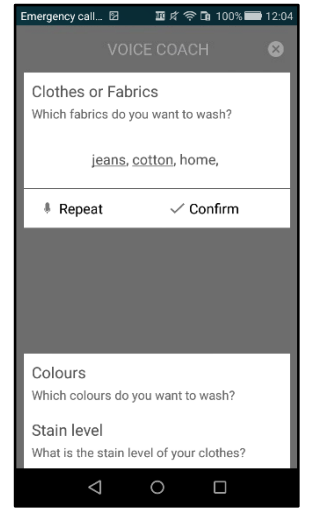 Emergency call... 100% 12:04
VOICE COACH
Clothes or Fabrics
Which fabrics do you want to wash?
jeans, cotton, home,
Repeat Confirm
Colours
Which colours do you want to wash?
Stain level
What is the stain level of your clothes?